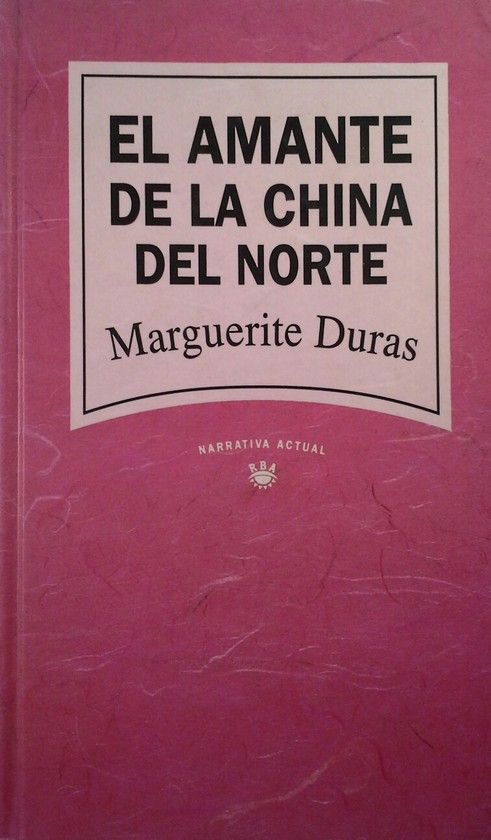 EL AMANTE
DE LA CHINA
DEL NORTE
Marguerite Duras
NARRATIVA ACTUAL
RBA